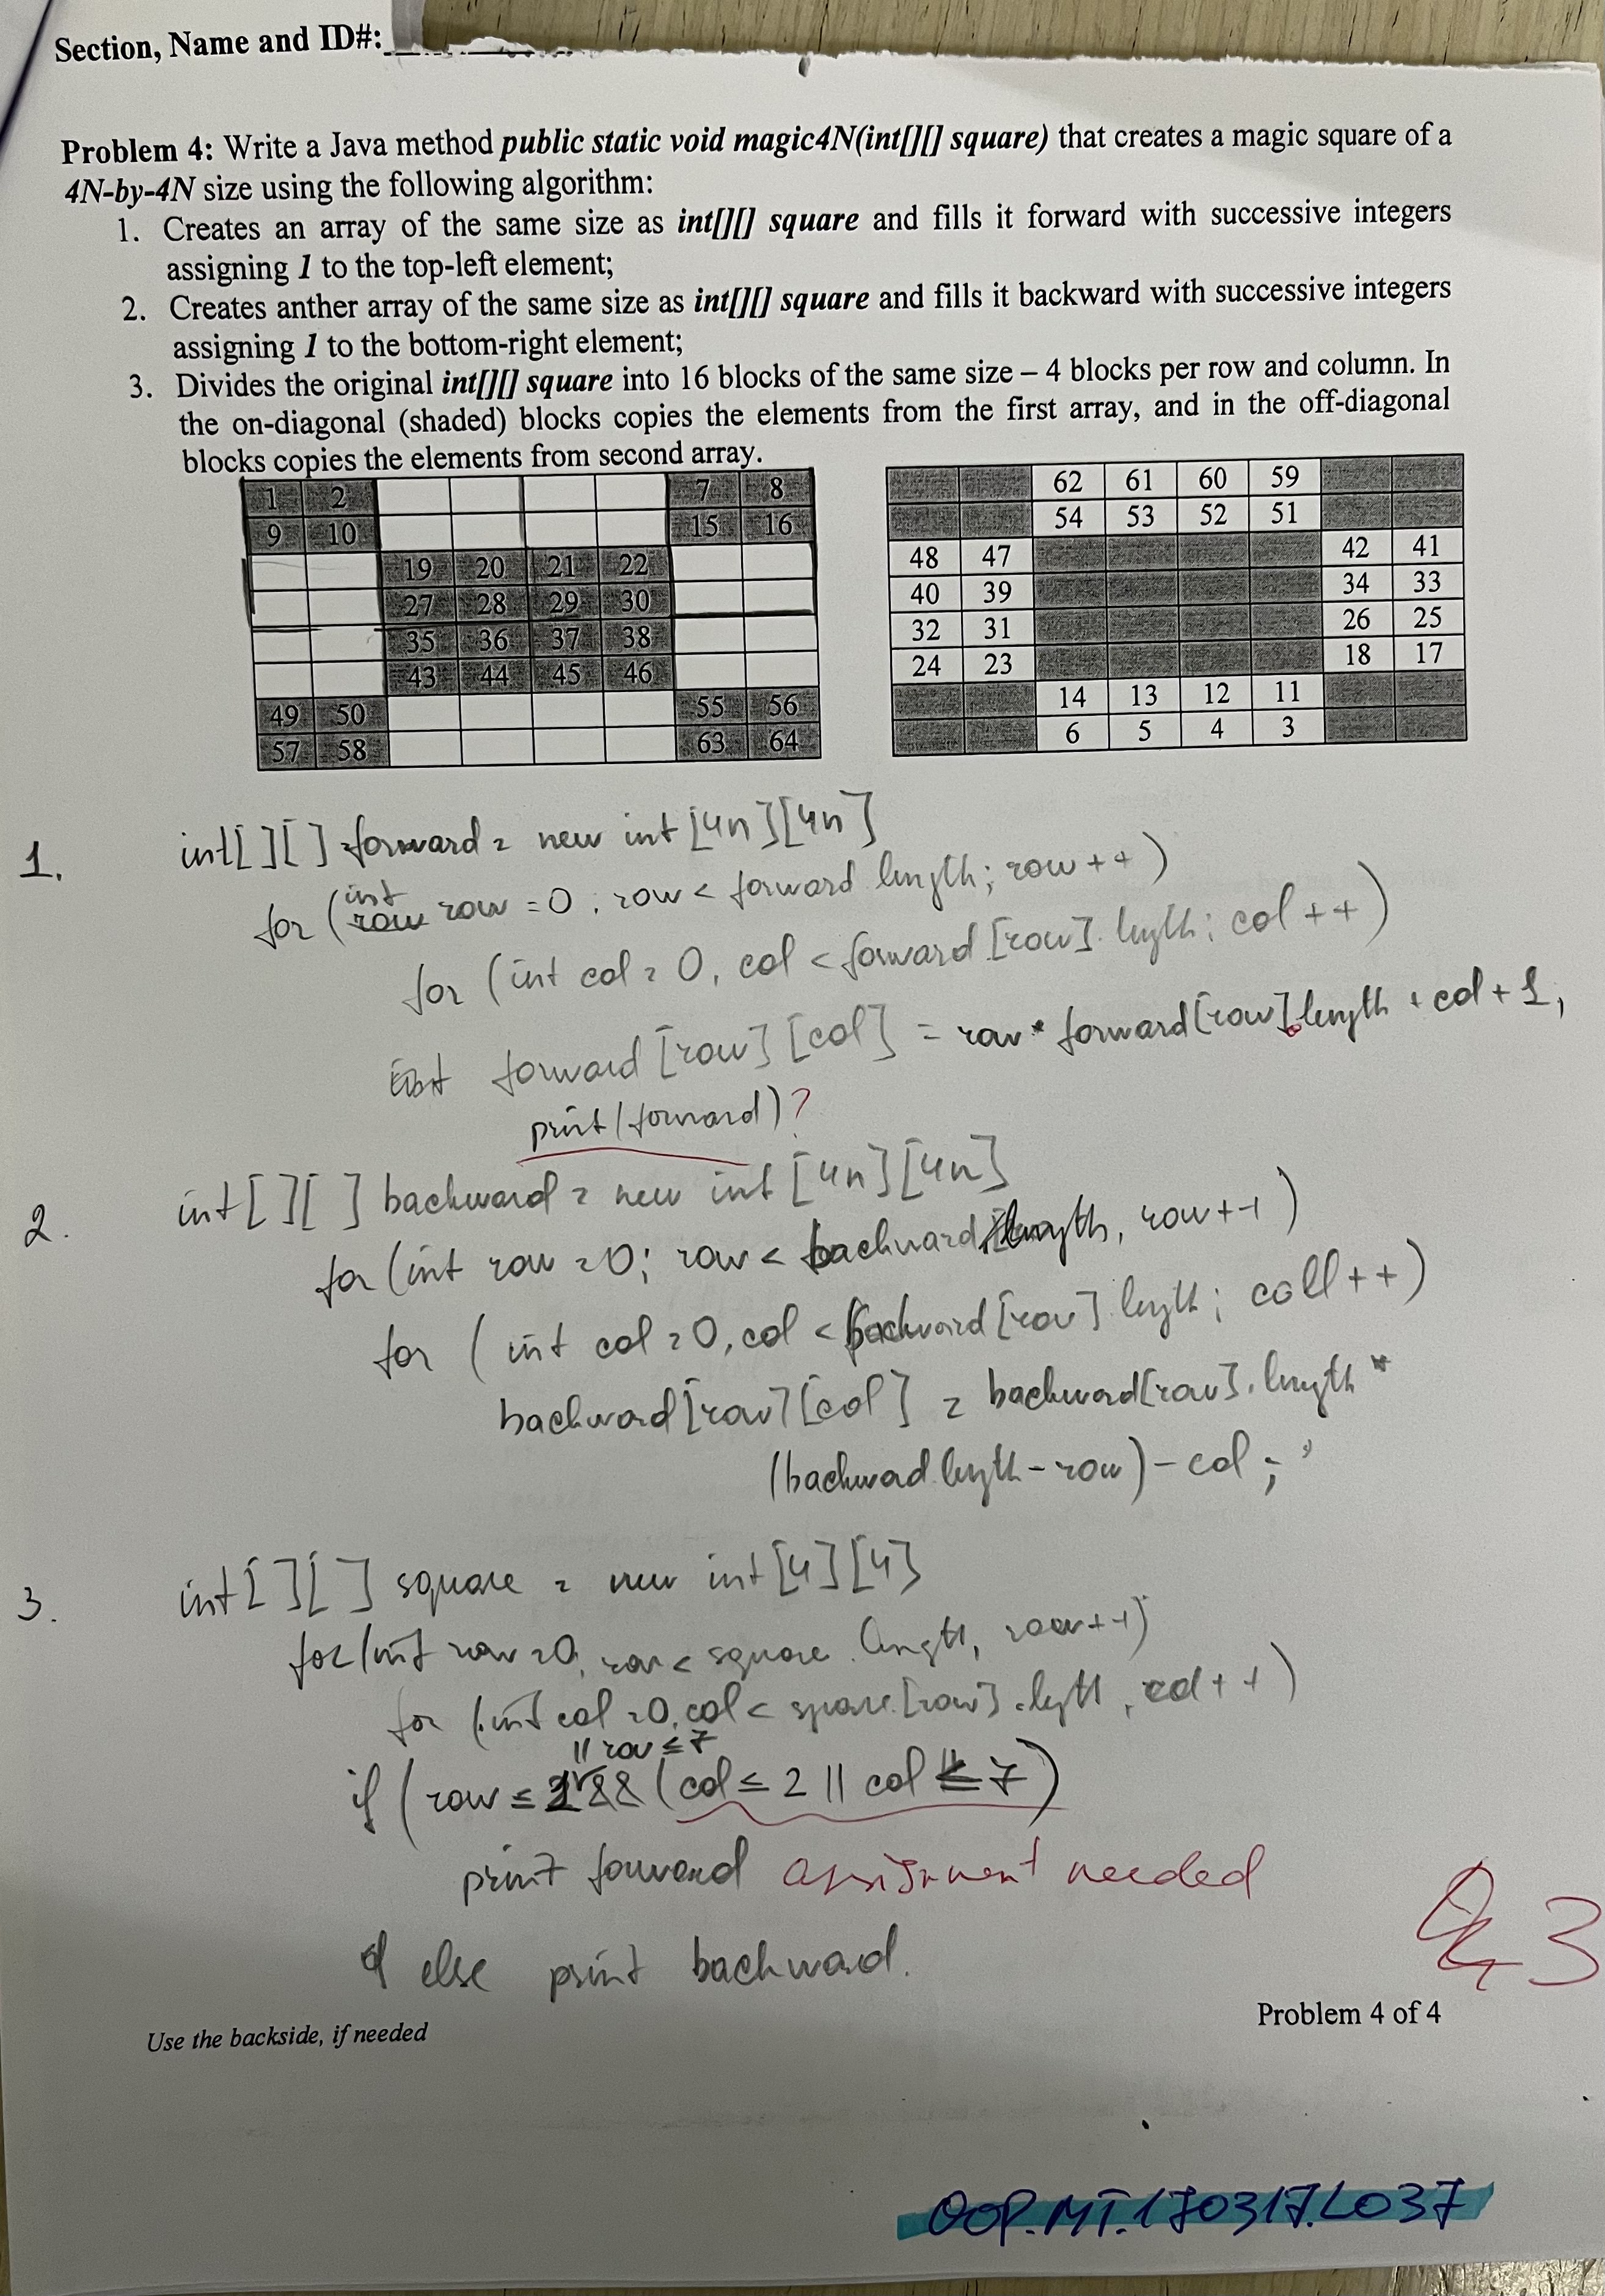 Section, Name and ID#:
Problem 4: Write a Java method public static void magic4N(int[][] square) that creates a magic square of a
4N-by-4N size using the following algorithm:
1. Creates an array of the same size as int[][] square and fills it forward with successive integers
assigning 1 to the top-left element;
2. Creates anther array of the same size as int[][] square and fills it backward with successive integers
assigning 1 to the bottom-right element;
3. Divides the original int[][] square into 16 blocks of the same size – 4 blocks per row and column. In
the on-diagonal (shaded) blocks copies the elements from the first array, and in the off-diagonal
blocks copies the elements from second array.
1 2 7 8
9 10 15 16
19 20 21 22
27 28 29 30
35 36 37 38
43 44 45 46
49 50 55 56
57 58 63 64
62 61 60 59
54 53 52 51
48 47 42 41
40 39 34 33
32 31 26 25
24 23 18 17
14 13 12 11
6 5 4 3
1. int[][] forward = new int[4n][4n]
for (int row = 0; row < forward length; row++)
for (int col = 0, col < forward[row].length; col++)
forward[row][col] = row * forward[row].length + col + 1,
print(forward)?
2. int[][] backward = new int[4n][4n]
for (int row = 0; row < backward.length, row++)
for (int col = 0, col < backward[row].length; coll++)
backward[row][col] = backward[row].length *
(backward.length - row) - col;
3. int[][] square = new int[4][4]
for(int row = 0, row < square.length, row++)
for (int col = 0, col < square[row].length, col++)
|| row ≤ 7
if (row ≤ 2 && (col ≤ 2 || col ≤ 7)
print forward assignment needed
else print backward.
3
Problem 4 of 4
Use the backside, if needed
OOP.MT.170317.L037